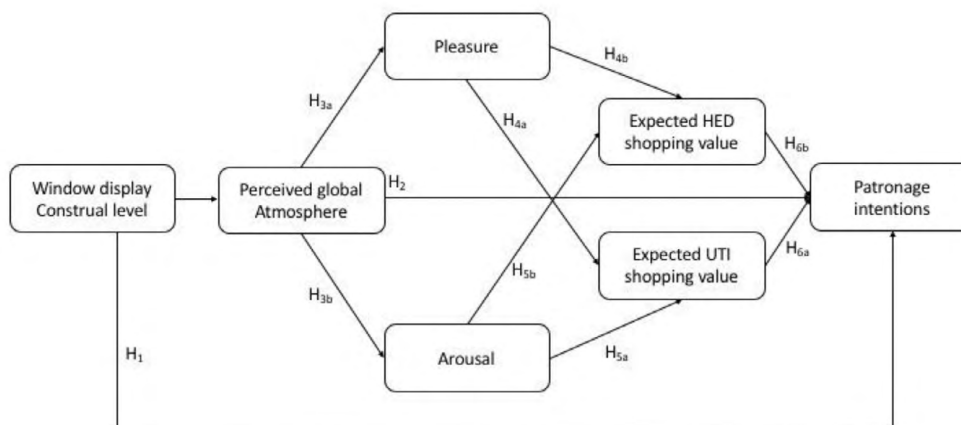 Pleasure
H4b
H3a
H4a
Expected HED
shopping value
H6b
Window display
Construal level
Perceived global
Atmosphere
H2
Patronage
intentions
Expected UTI
shopping value
H6a
H5b
H3b
H1
Arousal
H5a